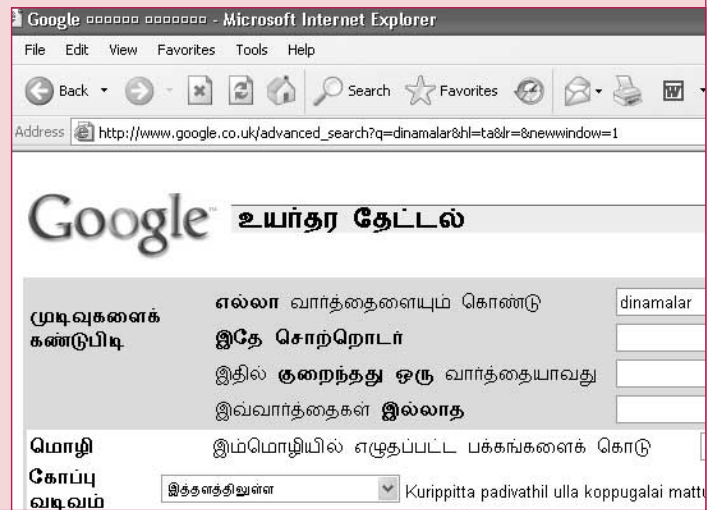 Google - Microsoft Internet Explorer
File Edit View Favorites Tools Help
Back Search Favorites
Address http://www.google.co.uk/advanced_search?q=dinamalar&hl=ta&lr=&newwindow=1
Google™ உயர்தர தேட்டல்
முடிவுகளைக் கண்டுபிடி
எல்லா வார்த்தைளையும் கொண்டு dinamalar
இதே சொற்றொடர்
இதில் குறைந்தது ஒரு வார்த்தையாவது
இவ்வார்த்தைகள் இல்லாத
மொழி இம்மொழியில் எழுதப்பட்ட பக்கங்களைக் கொடு
கோப்பு வடிவம் இத்தளத்திலுள்ள Kurippitta padivathil ulla koppugalai